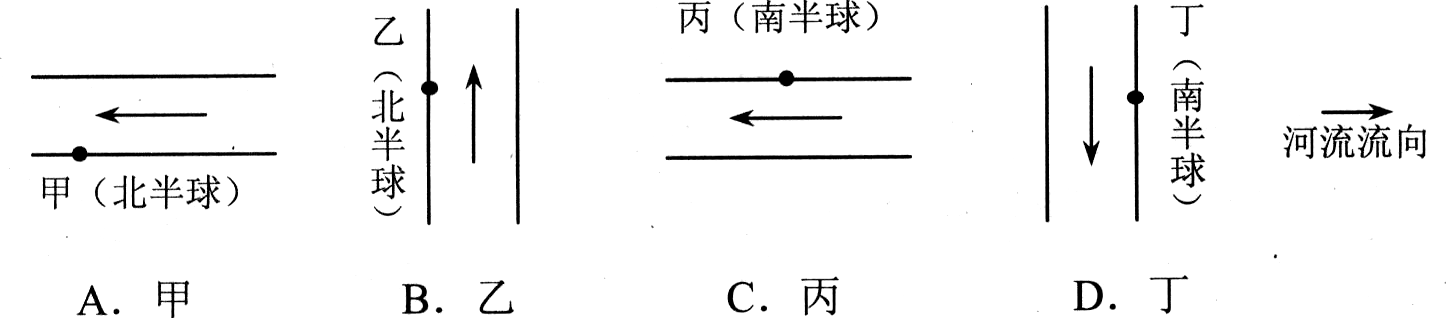 甲（北半球）
乙（北半球）
丙（南半球）
丁（南半球）
河流流向
A．甲
B．乙
C．丙
D．丁